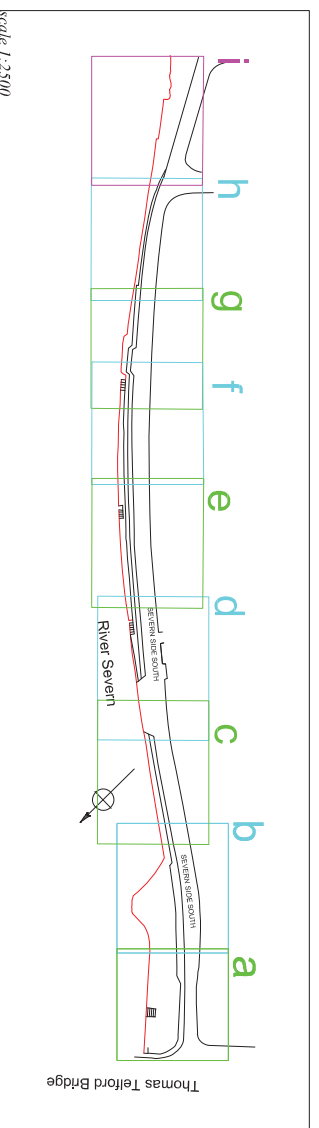 i
h
g
f
e
d
c
b
a
SEVERN SIDE SOUTH
River Severn
SEVERN SIDE SOUTH
Thomas Telford Bridge
scale 1:2500